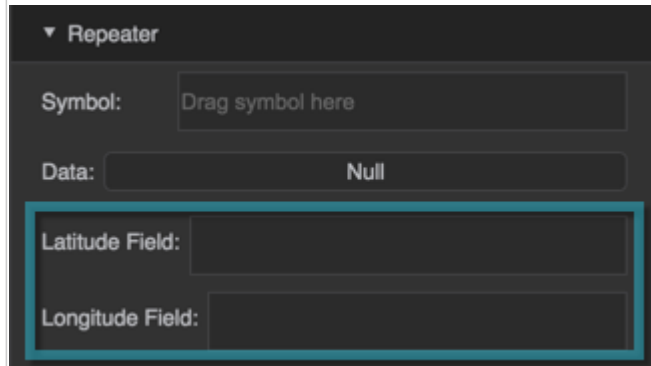 Repeater
Symbol: Drag symbol here
Data: Null
Latitude Field:
Longitude Field: